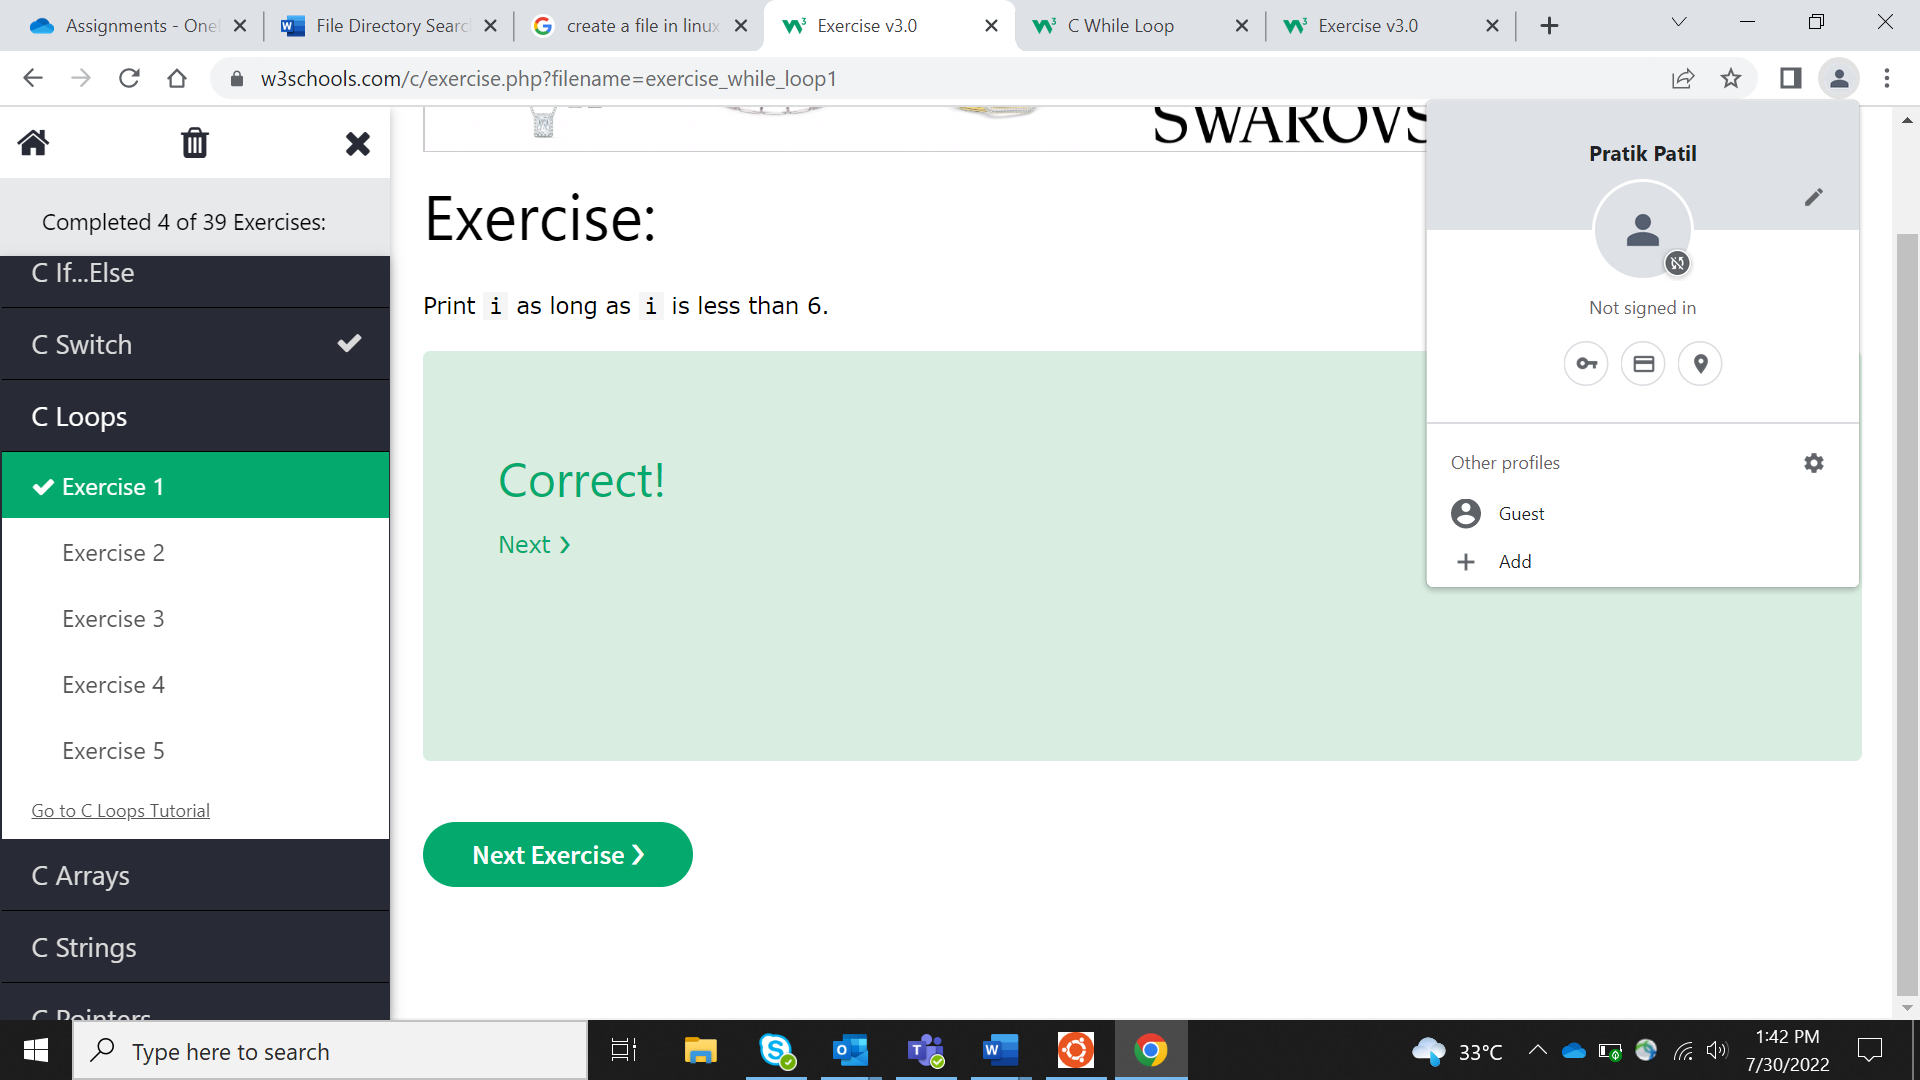 Assignments - One
File Directory Searc
create a file in linux
Exercise v3.0
C While Loop
Exercise v3.0
w3schools.com/c/exercise.php?filename=exercise_while_loop1
Completed 4 of 39 Exercises:
C If...Else
C Switch
C Loops
Exercise 1
Exercise 2
Exercise 3
Exercise 4
Exercise 5
Go to C Loops Tutorial
C Arrays
C Strings
C Pointers
SWAROVS
Exercise:
Print i as long as i is less than 6.
Correct!
Next ❯
Next Exercise ❯
Pratik Patil
Not signed in
Other profiles
Guest
Add
Type here to search
33°C
1:42 PM
7/30/2022